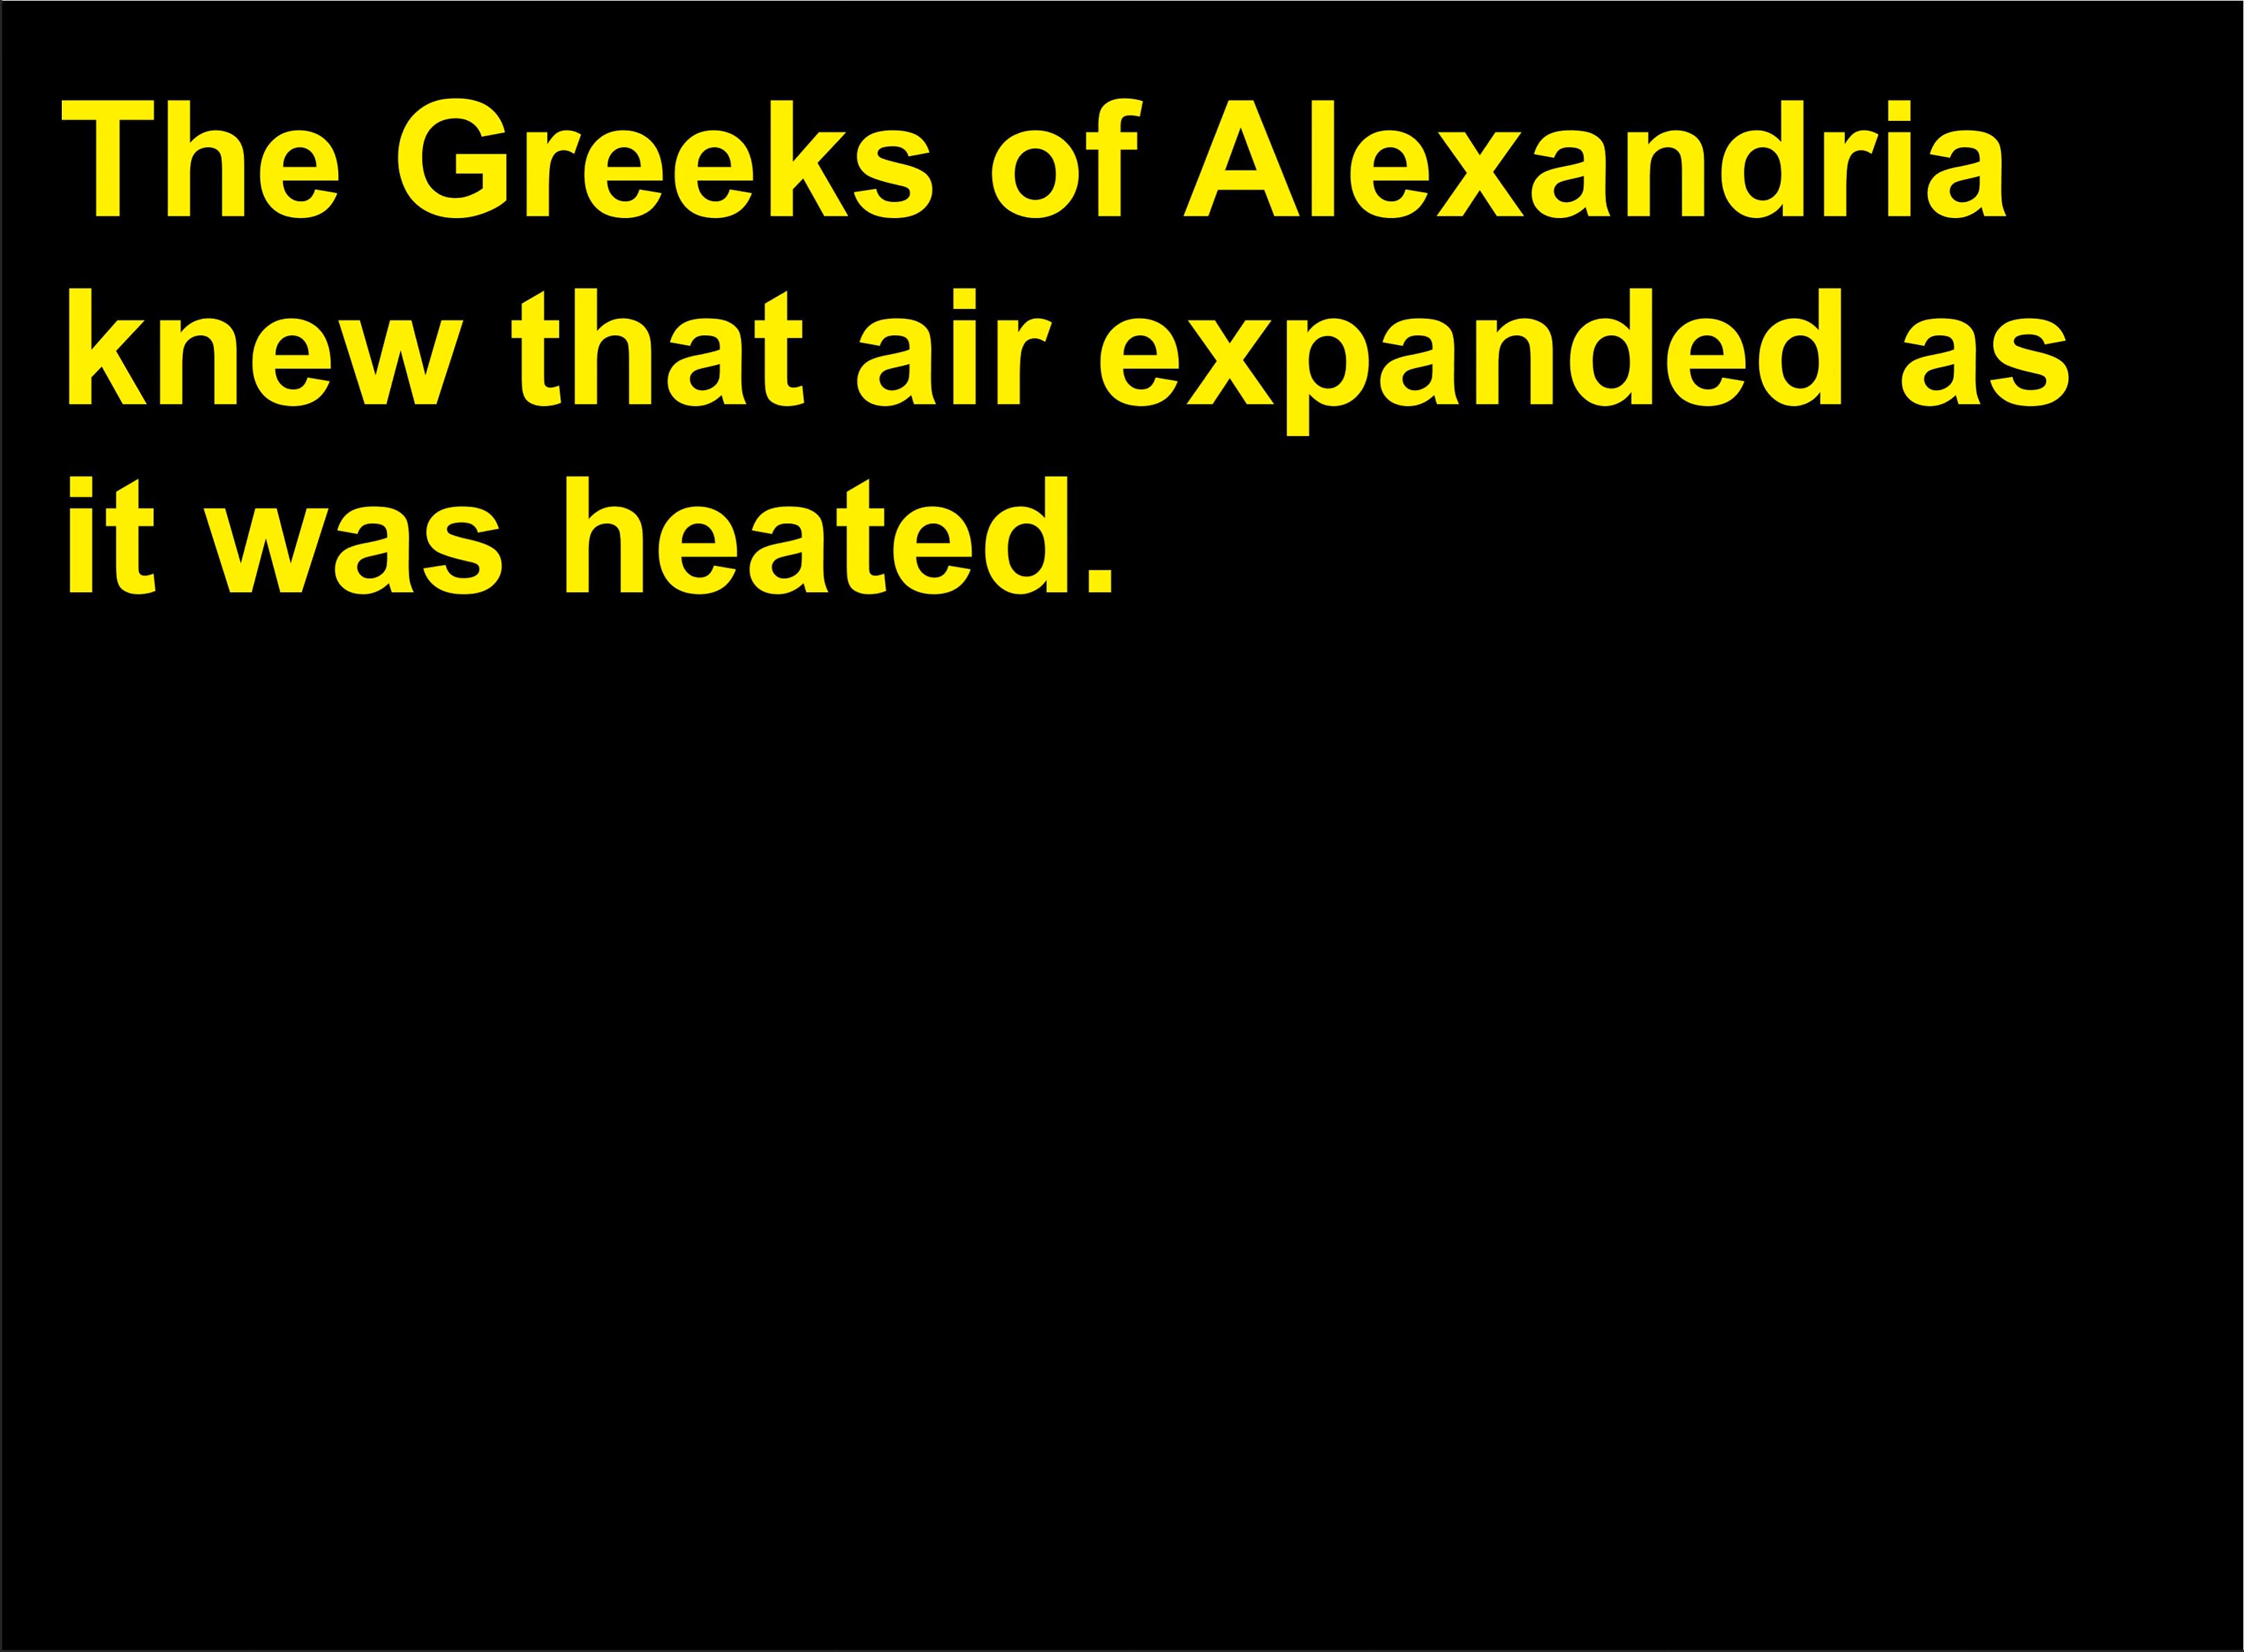 The Greeks of Alexandria
knew that air expanded as
it was heated.